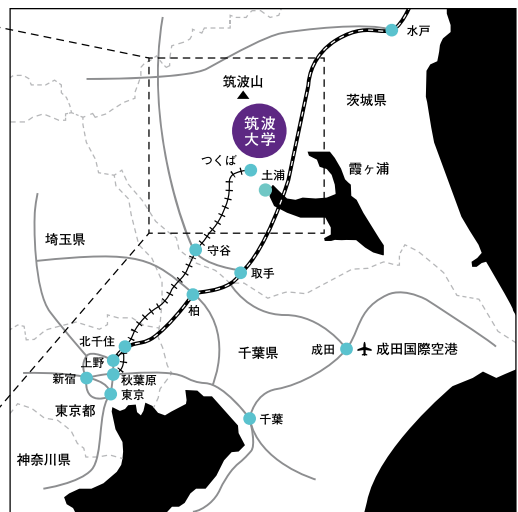 水戸
筑波山
茨城県
筑波
大学
つくば
土浦
霞ヶ浦
埼玉県
守谷
取手
柏
北千住
上野
新宿
秋葉原
東京
千葉県
成田
成田国際空港
東京都
千葉
神奈川県